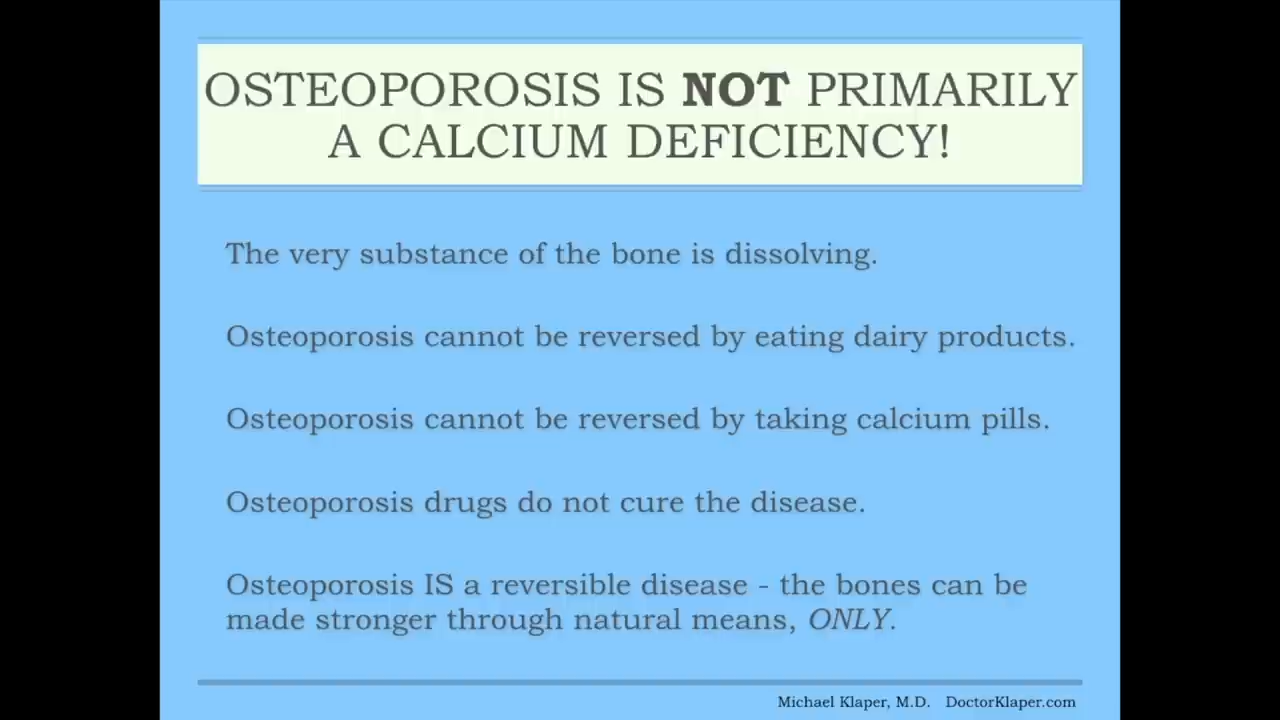 OSTEOPOROSIS IS NOT PRIMARILY
A CALCIUM DEFICIENCY!
The very substance of the bone is dissolving.
Osteoporosis cannot be reversed by eating dairy products.
Osteoporosis cannot be reversed by taking calcium pills.
Osteoporosis drugs do not cure the disease.
Osteoporosis IS a reversible disease - the bones can be
made stronger through natural means, ONLY.
Michael Klaper, M.D. DoctorKlaper.com